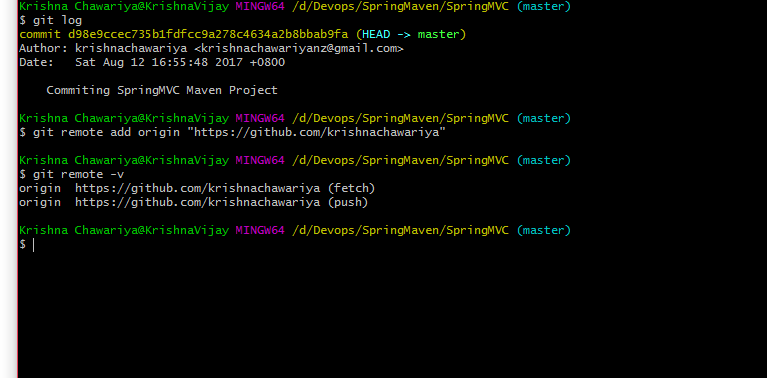 Krishna Chawariya@KrishnaVijay MINGW64 /d/Devops/SpringMaven/SpringMVC (master)
$ git log
commit d98e9ccec735b1fdfcc9a278c4634a2b8bbab9fa (HEAD -> master)
Author: krishnachawariya <krishnachawariyanz@gmail.com>
Date:   Sat Aug 12 16:55:48 2017 +0800
    Commiting SpringMVC Maven Project
Krishna Chawariya@KrishnaVijay MINGW64 /d/Devops/SpringMaven/SpringMVC (master)
$ git remote add origin "https://github.com/krishnachawariya"
Krishna Chawariya@KrishnaVijay MINGW64 /d/Devops/SpringMaven/SpringMVC (master)
$ git remote -v
origin  https://github.com/krishnachawariya (fetch)
origin  https://github.com/krishnachawariya (push)
Krishna Chawariya@KrishnaVijay MINGW64 /d/Devops/SpringMaven/SpringMVC (master)
$